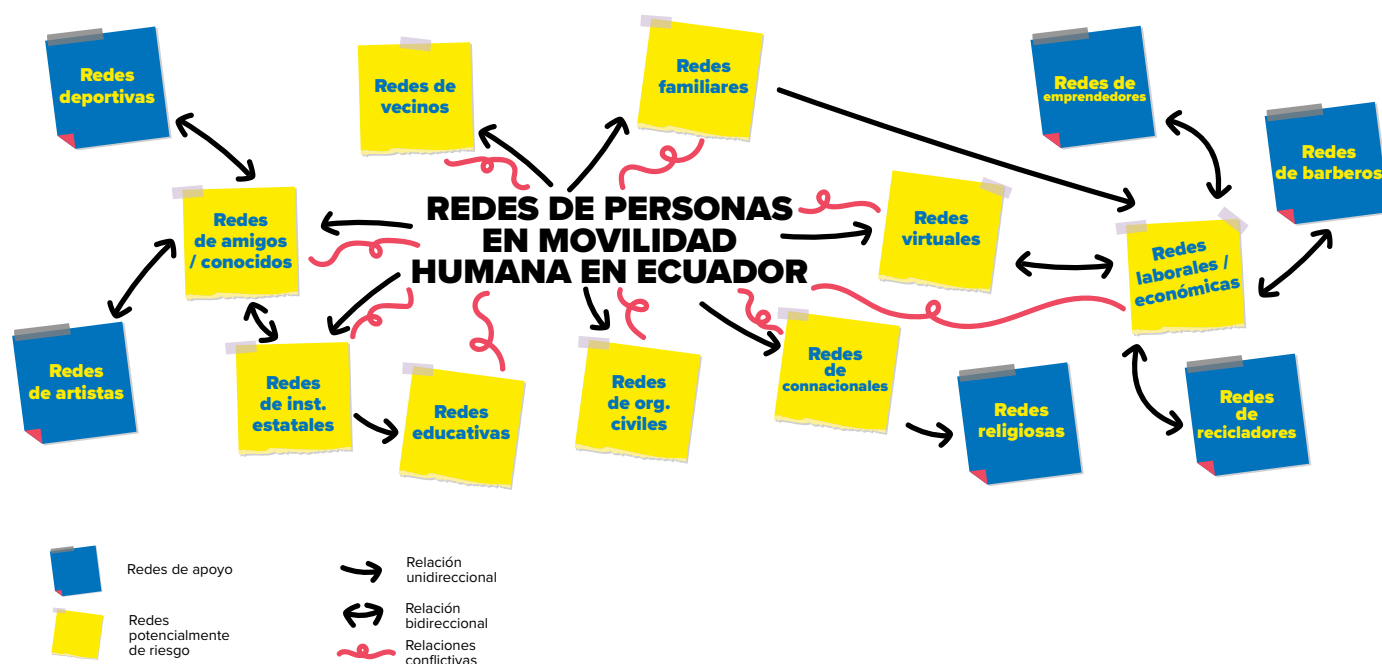 Redes
deportivas
Redes de
vecinos
Redes
familiares
Redes de
emprendedores
Redes
de barberos
Redes
de amigos
/ conocidos
REDES DE PERSONAS
EN MOVILIDAD
HUMANA EN ECUADOR
Redes
virtuales
Redes
laborales /
económicas
Redes
de artistas
Redes
de inst.
estatales
Redes
educativas
Redes
de org.
civiles
Redes
de
connacionales
Redes
religiosas
Redes
de
recicladores
Redes de apoyo
Redes
potencialmente
de riesgo
Relación
unidireccional
Relación
bidireccional
Relaciones
conflictivas